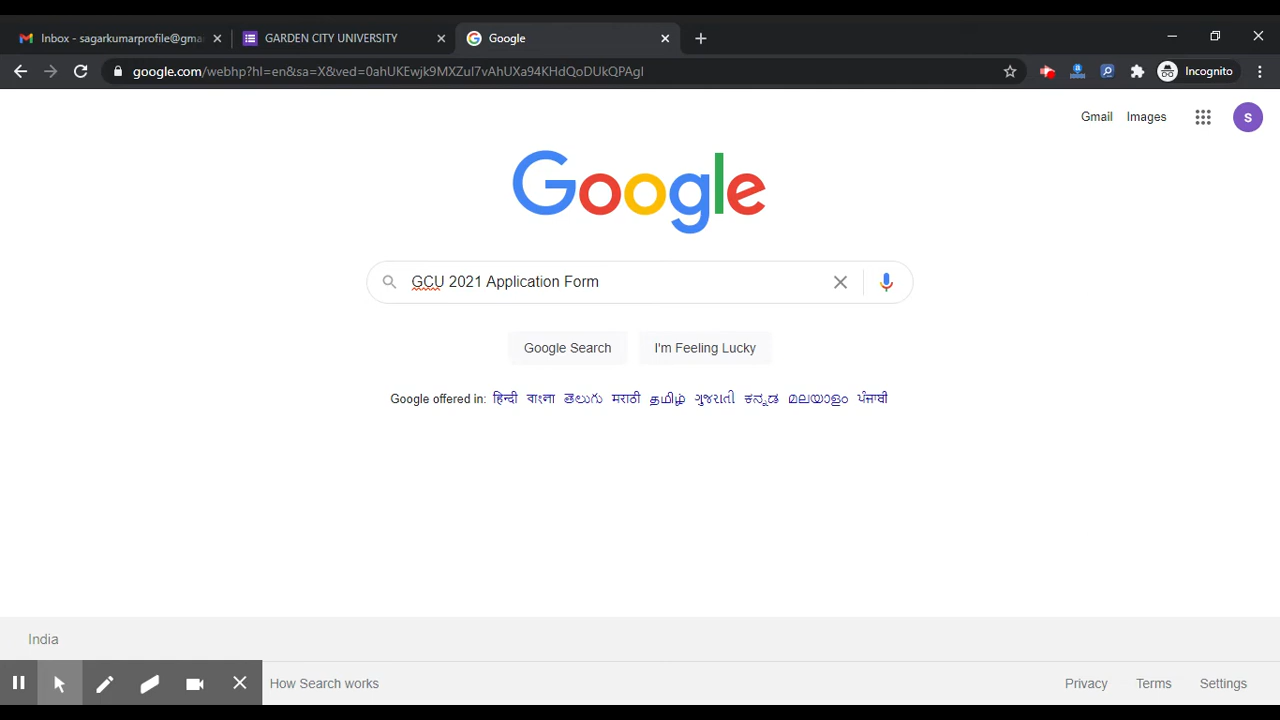 Inbox - sagarkumarprofile@gma
GARDEN CITY UNIVERSITY
Google
google.com/webhp?hl=en&sa=X&ved=0ahUKEwjk9MXZ
Incognito
Gmail Images
S
Google
GCU 2021 Application Form
Google Search I'm Feeling Lucky
Google offered in: हिन्दी বাংলা తెలుగు मराठी தமிழ் ગુજરાતી ಕನ್ನಡ മലയാളം ਪੰਜਾਬੀ
India
How Search works Privacy Terms Settings